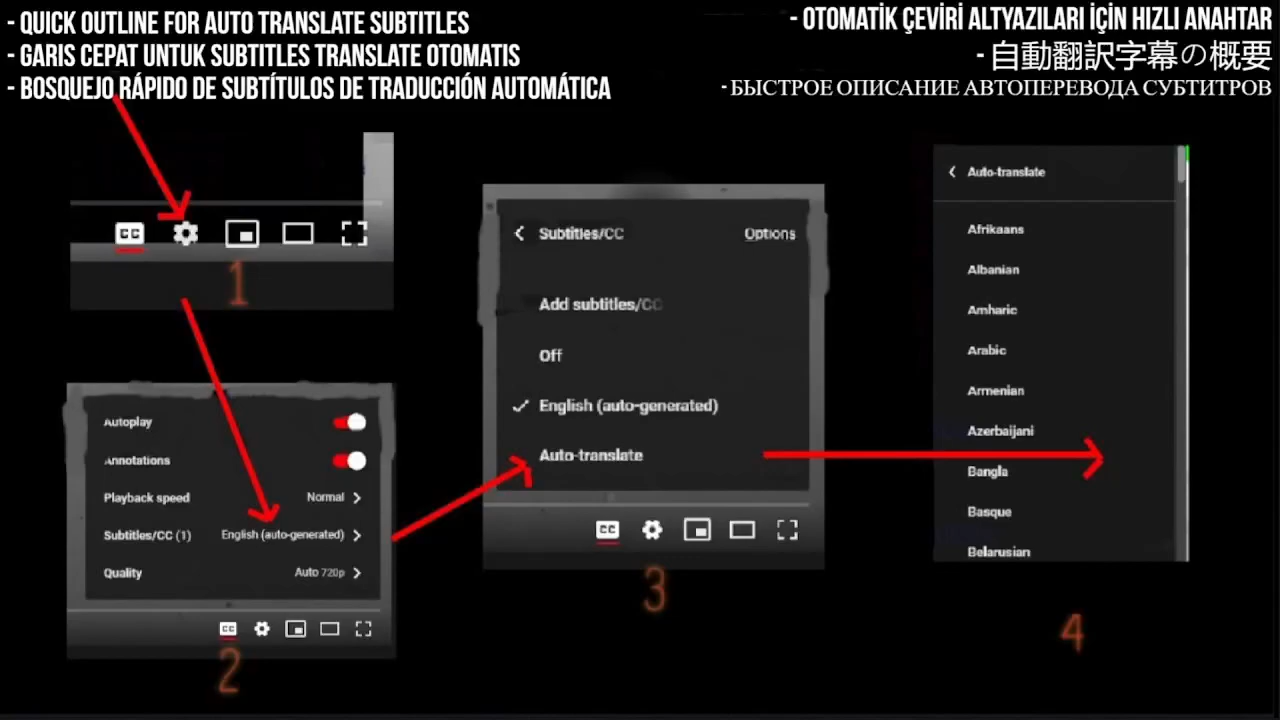 - QUICK OUTLINE FOR AUTO TRANSLATE SUBTITLES
- GARIS CEPAT UNTUK SUBTITLES TRANSLATE OTOMATIS
- BOSQUEJO RÁPIDO DE SUBTÍTULOS DE TRADUCCIÓN AUTOMÁTICA
- OTOMATİK ÇEVİRİ ALTYAZILARI İÇİN HIZLI ANAHTAR
- 自動翻訳字幕の概要
- БЫСТРОЕ ОПИСАНИЕ АВТОПЕРЕВОДА СУБТИТРОВ
CC
1
Autoplay
Annotations
Playback speed Normal
Subtitles/CC (1) English (auto-generated)
Quality Auto 720p
CC
2
Subtitles/CC Options
Add subtitles/CC
Off
English (auto-generated)
Auto-translate
CC
3
Auto-translate
Afrikaans
Albanian
Amharic
Arabic
Armenian
Azerbaijani
Bangla
Basque
Belarusian
4